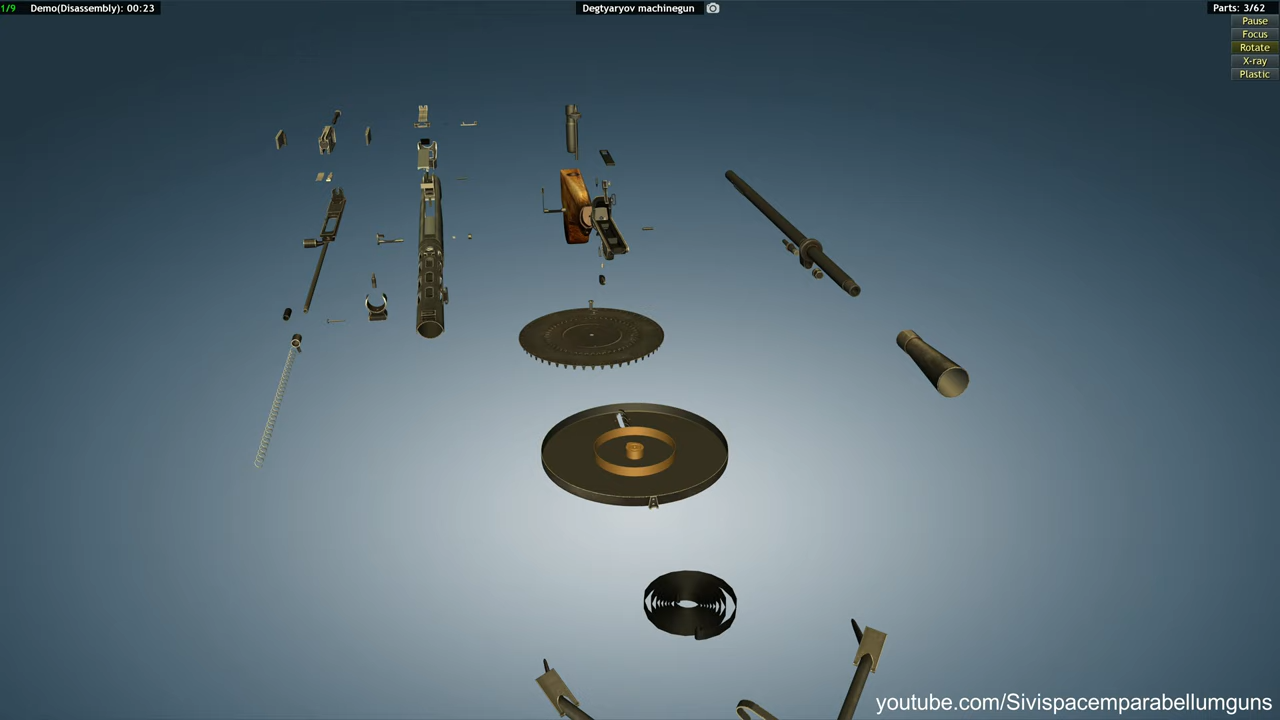 1/9 Demo(Disassembly): 00:23
Degtyaryov machinegun
Parts: 3/62
Pause
Focus
Rotate
X-ray
Plastic
youtube.com/Sivispacemparabellumguns